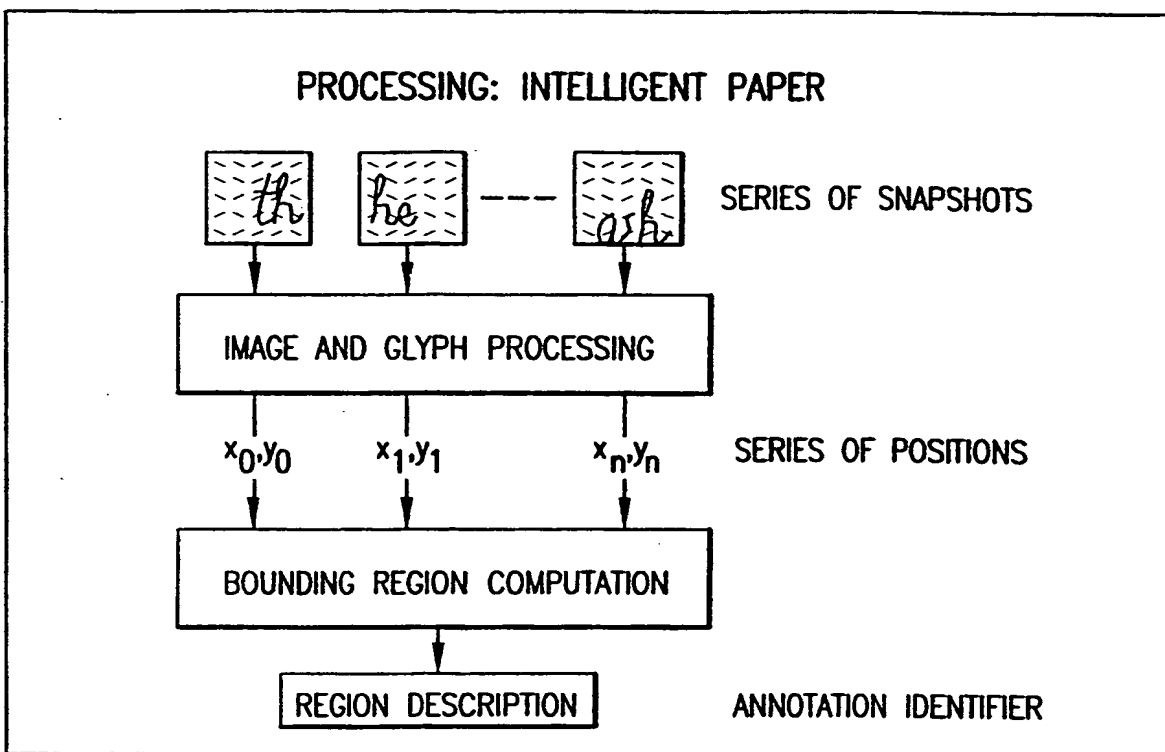 PROCESSING: INTELLIGENT PAPER
th he ash SERIES OF SNAPSHOTS
IMAGE AND GLYPH PROCESSING
x0,y0 x1,y1 xn,yn SERIES OF POSITIONS
BOUNDING REGION COMPUTATION
REGION DESCRIPTION ANNOTATION IDENTIFIER